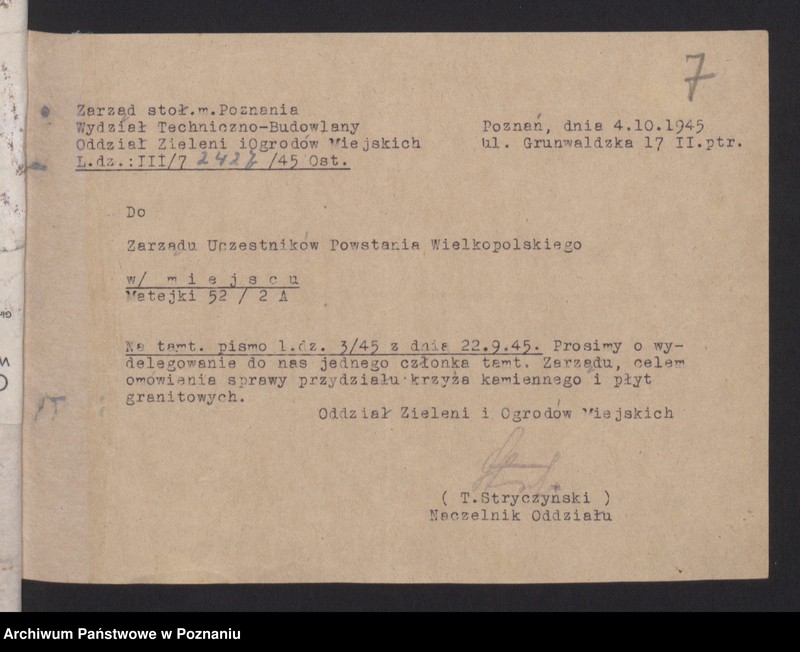 7
Zarząd stoł.m.Poznania
Wydział Techniczno-Budowlany
Oddział Zieleni iOgrodów Miejskich
L.dz.:III/7 2427 /45 Ost.
Poznań, dnia 4.10.1945
ul. Grunwaldzka 17 II.ptr.
Do
Zarządu Uczestników Powstania Wielkopolskiego
w/ m i e j s c u
Matejki 52 / 2 A
Na tamt. pismo l.dz. 3/45 z dnia 22.9.45. Prosimy o wy-
delegowanie do nas jednego członka tamt. Zarządu, celem
omówienia sprawy przydziału krzyża kamiennego i płyt
granitowych.
Oddział Zieleni i Ogrodów Miejskich
( T.Stryczyński )
Naczelnik Oddziału
Archiwum Państwowe w Poznaniu